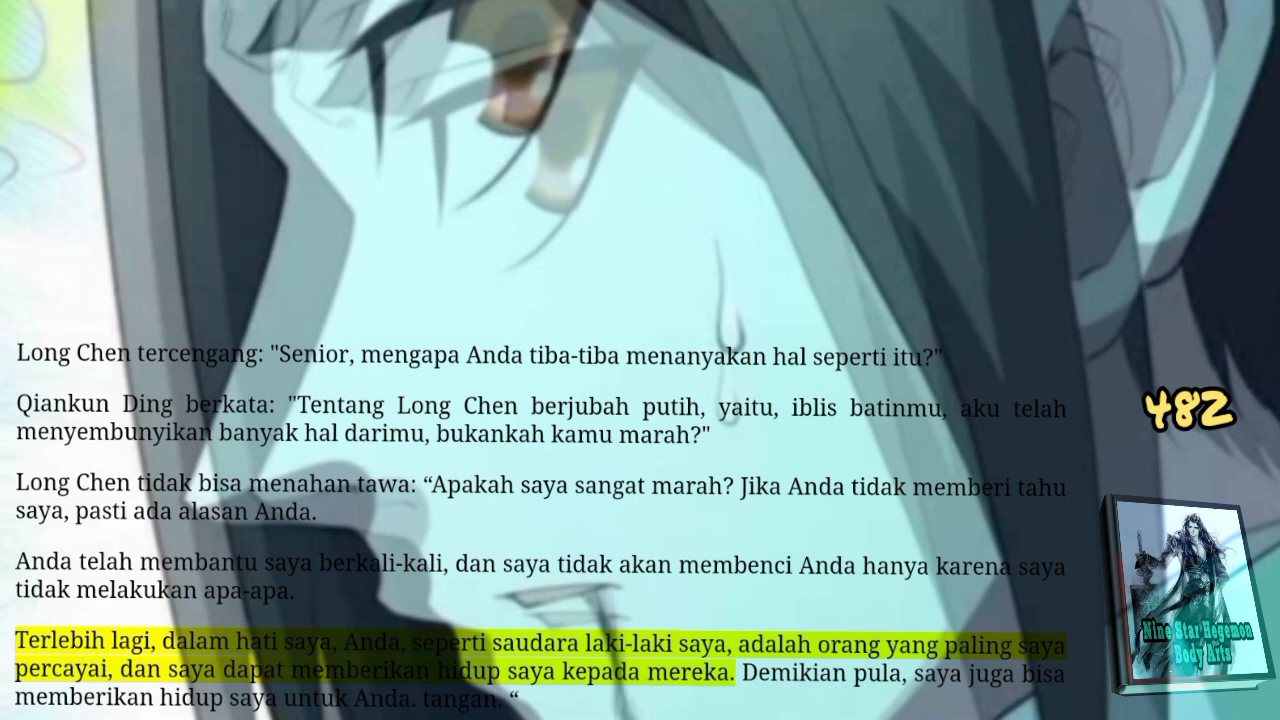 Long Chen tercengang: "Senior, mengapa Anda tiba-tiba menanyakan hal seperti itu?"
Qiankun Ding berkata: "Tentang Long Chen berjubah putih, yaitu, iblis batinmu, aku telah
menyembunyikan banyak hal darimu, bukankah kamu marah?"
Long Chen tidak bisa menahan tawa: “Apakah saya sangat marah? Jika Anda tidak memberi tahu
saya, pasti ada alasan Anda.
Anda telah membantu saya berkali-kali, dan saya tidak akan membenci Anda hanya karena saya
tidak melakukan apa-apa.
Terlebih lagi, dalam hati saya, Anda, seperti saudara laki-laki saya, adalah orang yang paling saya
percayai, dan saya dapat memberikan hidup saya kepada mereka. Demikian pula, saya juga bisa
memberikan hidup saya untuk Anda. tangan. “
482
Nine Star Hegemon
Body Arts